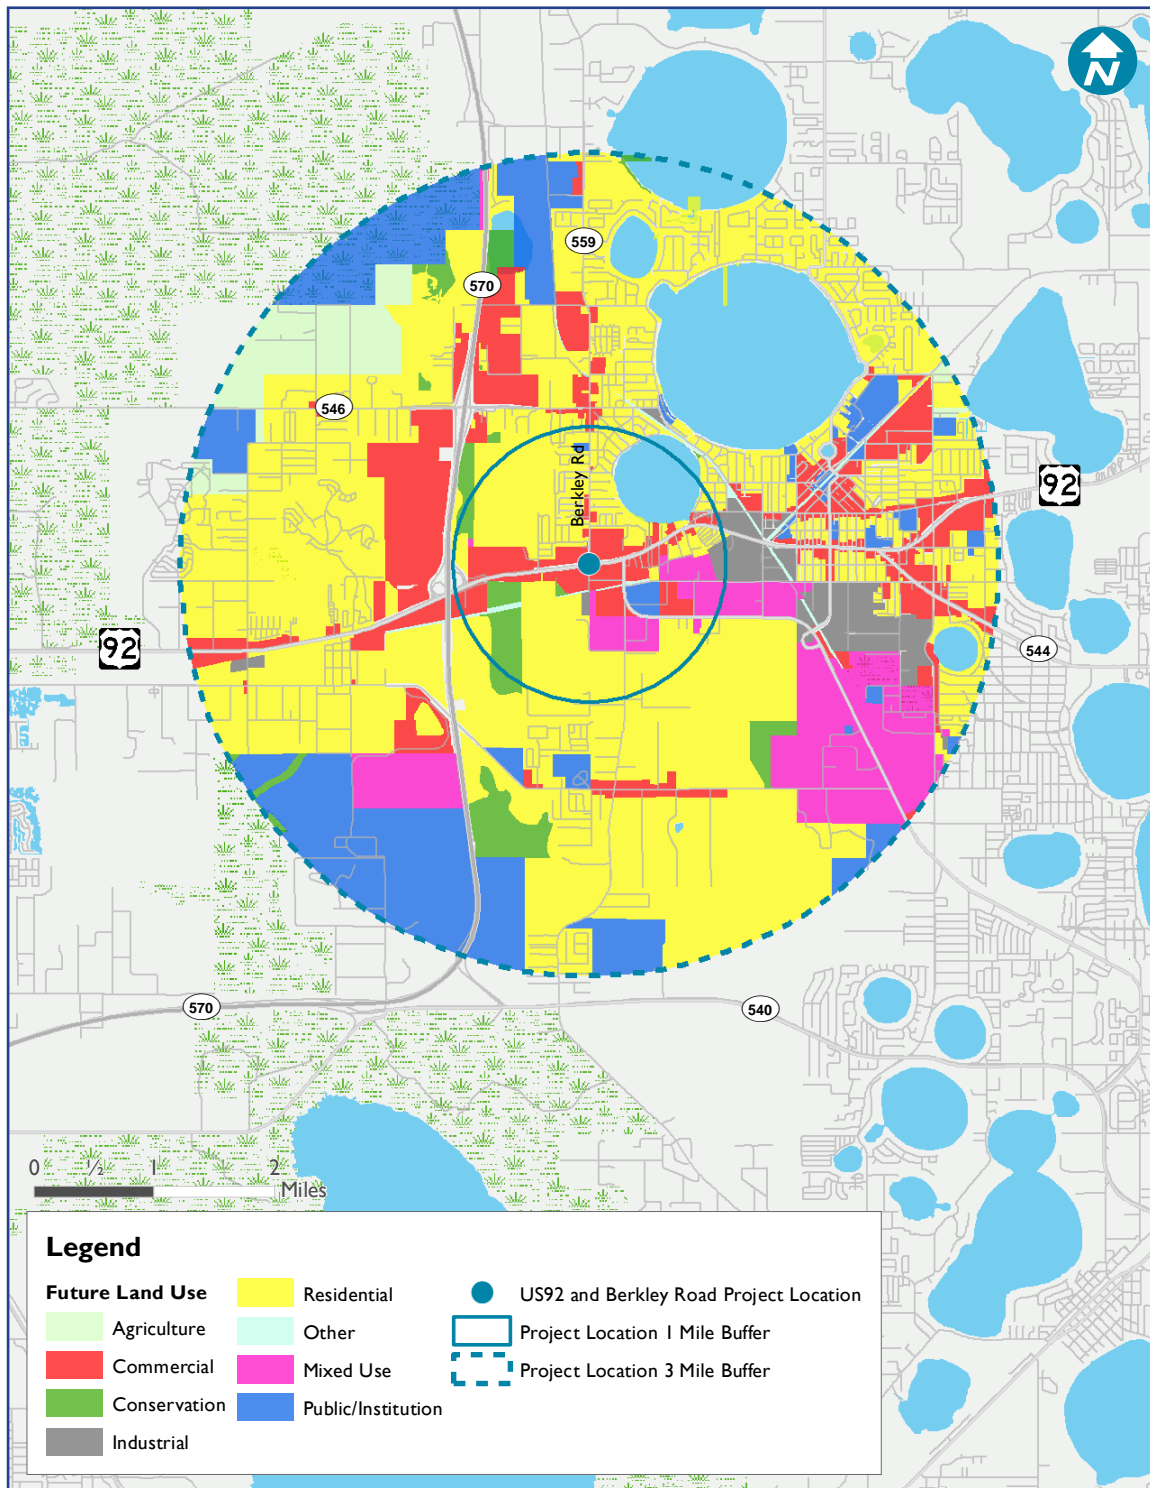 N
559
570
546
Berkley Rd
92
92
544
570
540
0 ½ 1 2
Miles
Legend
Future Land Use
Agriculture
Commercial
Conservation
Industrial
Residential
Other
Mixed Use
Public/Institution
US92 and Berkley Road Project Location
Project Location 1 Mile Buffer
Project Location 3 Mile Buffer